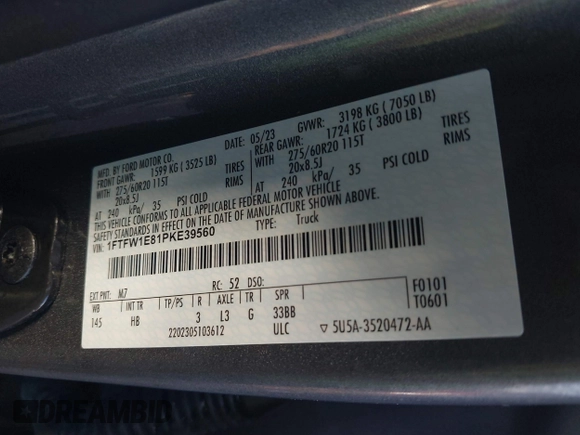 MFD. BY FORD MOTOR CO.
DATE: 05/23 GVWR: 3198 KG ( 7050 LB)
FRONT GAWR: 1599 KG ( 3525 LB)
REAR GAWR: 1724 KG ( 3800 LB)
WITH 275/60R20 115T TIRES
WITH 275/60R20 115T TIRES
20x8.5J RIMS
20x8.5J RIMS
AT 240 kPa/ 35 PSI COLD
AT 240 kPa/ 35 PSI COLD
THIS VEHICLE CONFORMS TO ALL APPLICABLE FEDERAL MOTOR VEHICLE
SAFETY STANDARDS IN EFFECT ON THE DATE OF MANUFACTURE SHOWN ABOVE.
VIN: 1FTFW1E81PKE39560
TYPE: Truck
EXT PNT: M7 RC: 52 DSO:
WB INT TR TP/PS R AXLE TR SPR
145 HB 3 L3 G 33BB
2202305103612 ULC
F0101
T0601
▽ 5U5A-3520472-AA
DREAMBID